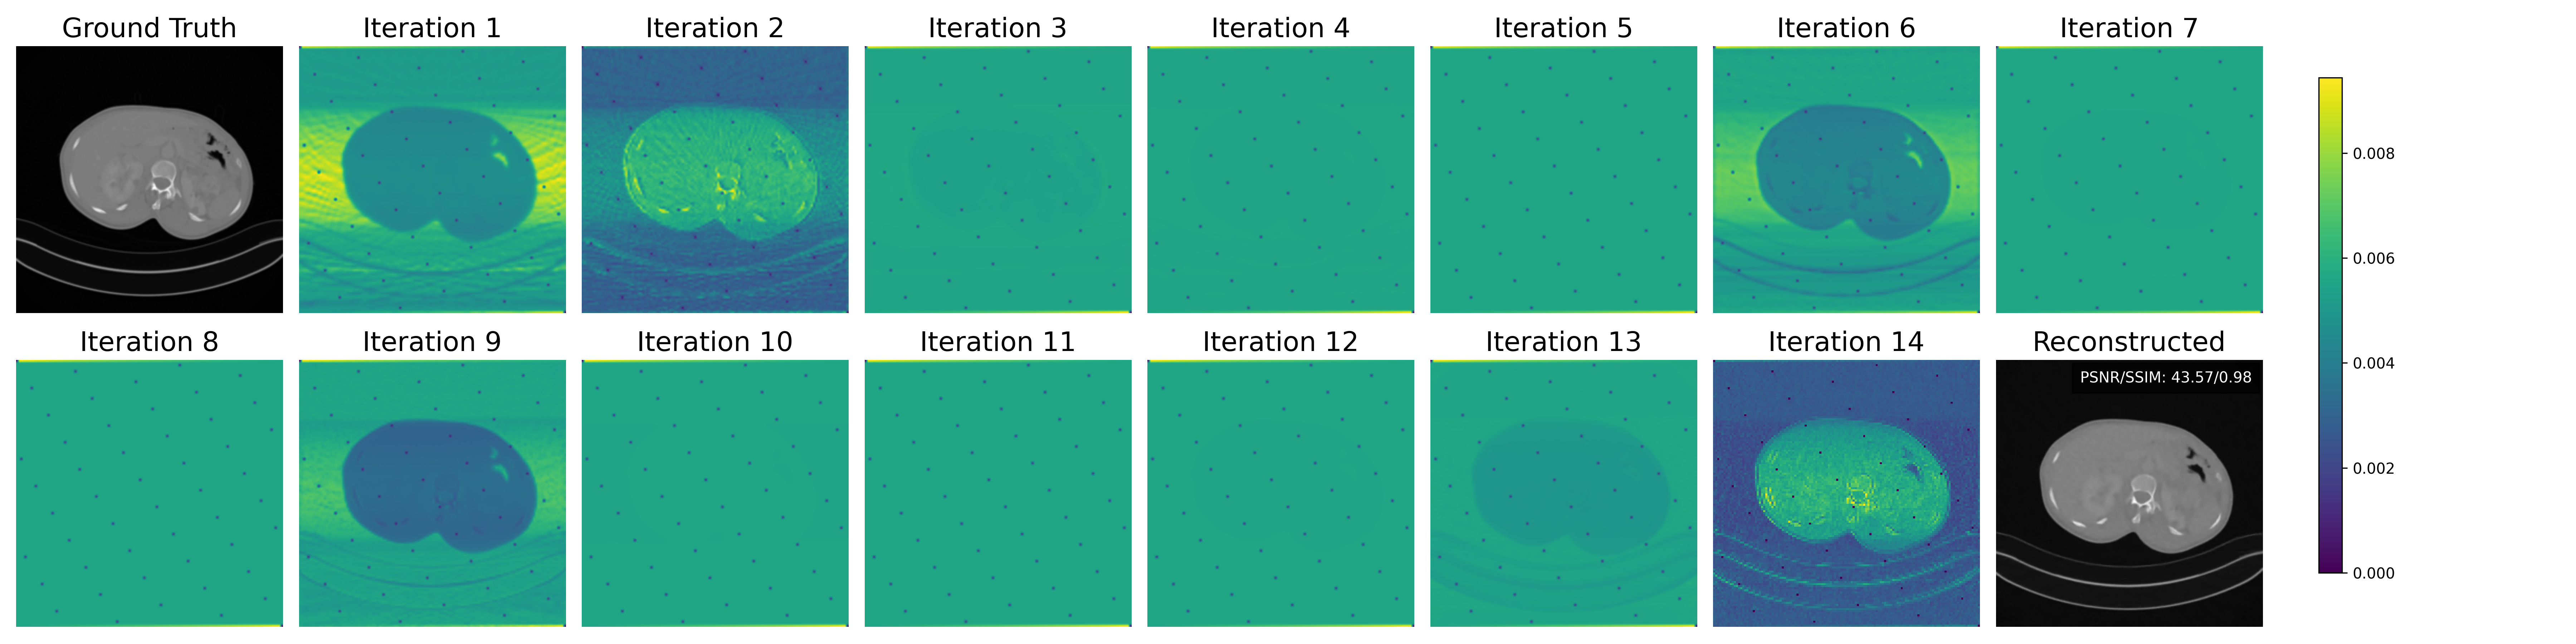 Ground Truth
Iteration 1
Iteration 2
Iteration 3
Iteration 4
Iteration 5
Iteration 6
Iteration 7
0.008
0.006
0.004
0.002
0.000
Iteration 8
Iteration 9
Iteration 10
Iteration 11
Iteration 12
Iteration 13
Iteration 14
Reconstructed
PSNR/SSIM: 43.57/0.98